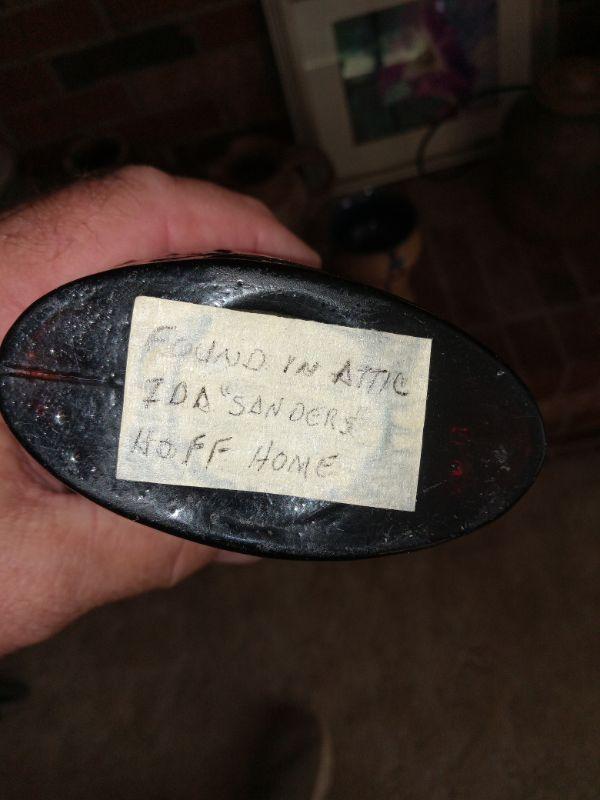 FOUND IN ATTIC
IDA "SANDERS"
HOFF HOME